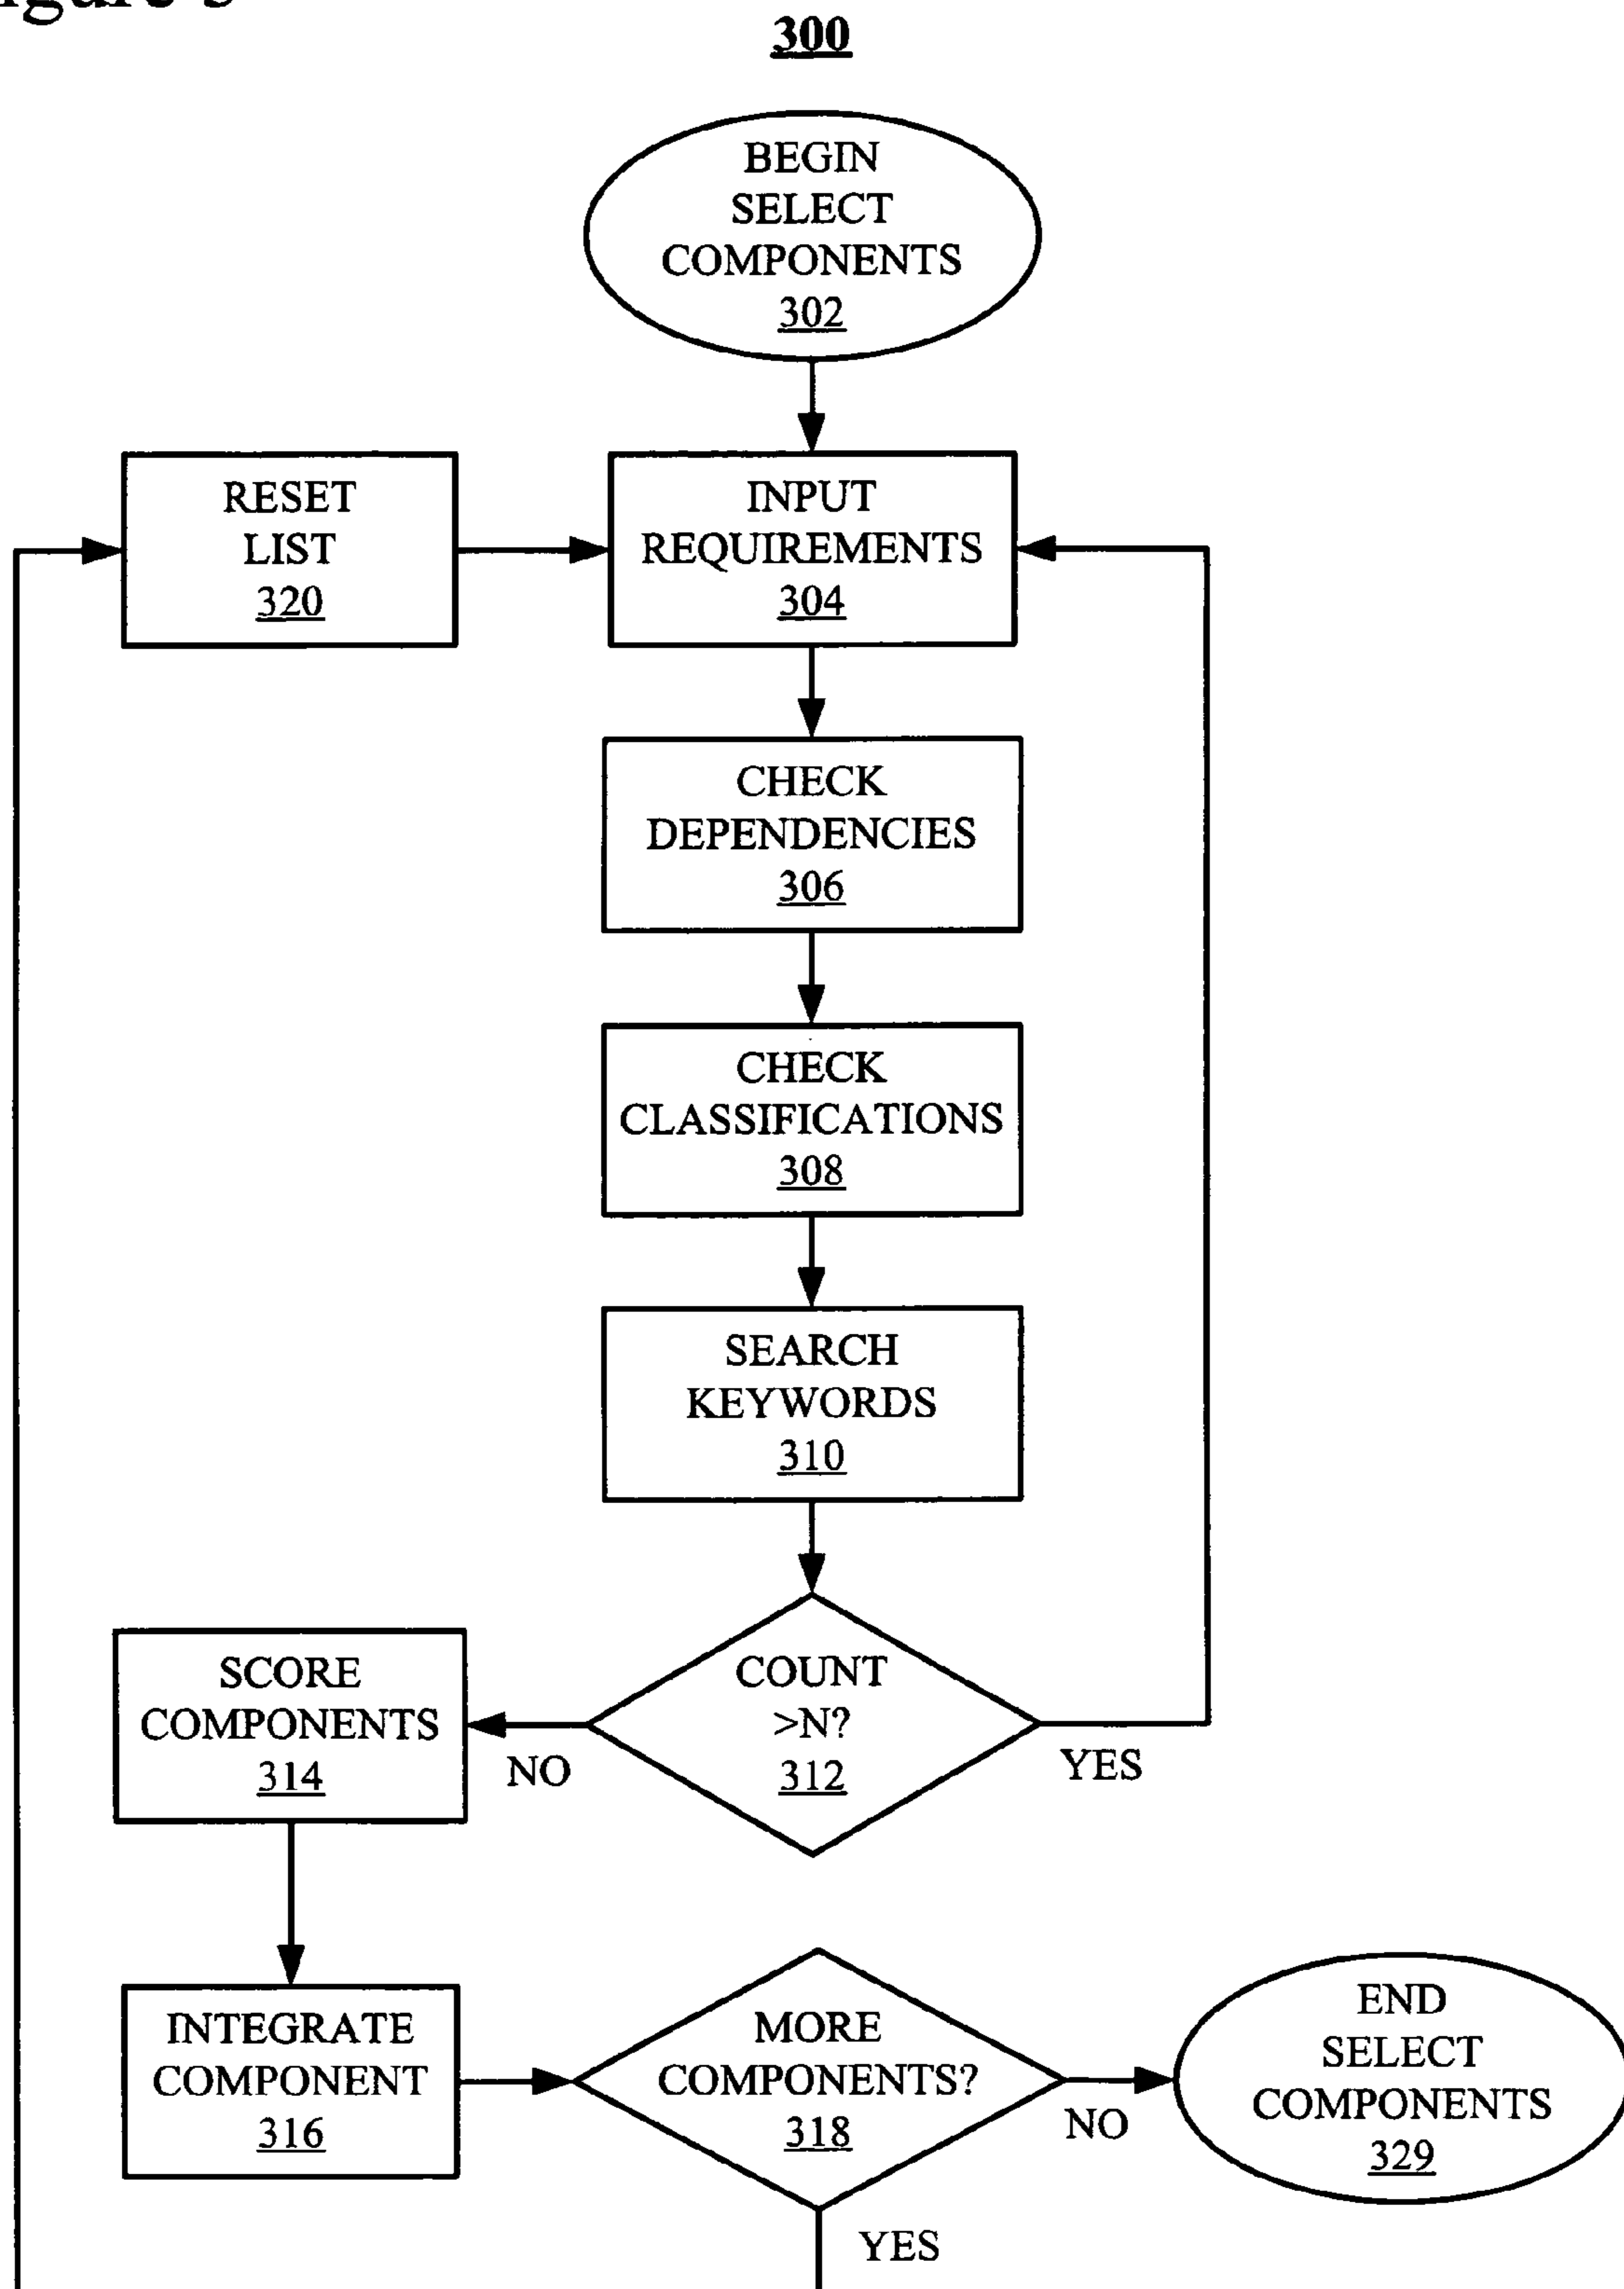 300
BEGIN
SELECT
COMPONENTS
302
RESET
LIST
320
INPUT
REQUIREMENTS
304
CHECK
DEPENDENCIES
306
CHECK
CLASSIFICATIONS
308
SEARCH
KEYWORDS
310
SCORE
COMPONENTS
314
NO
COUNT
>N?
312
YES
INTEGRATE
COMPONENT
316
MORE
COMPONENTS?
318
NO
END
SELECT
COMPONENTS
329
YES